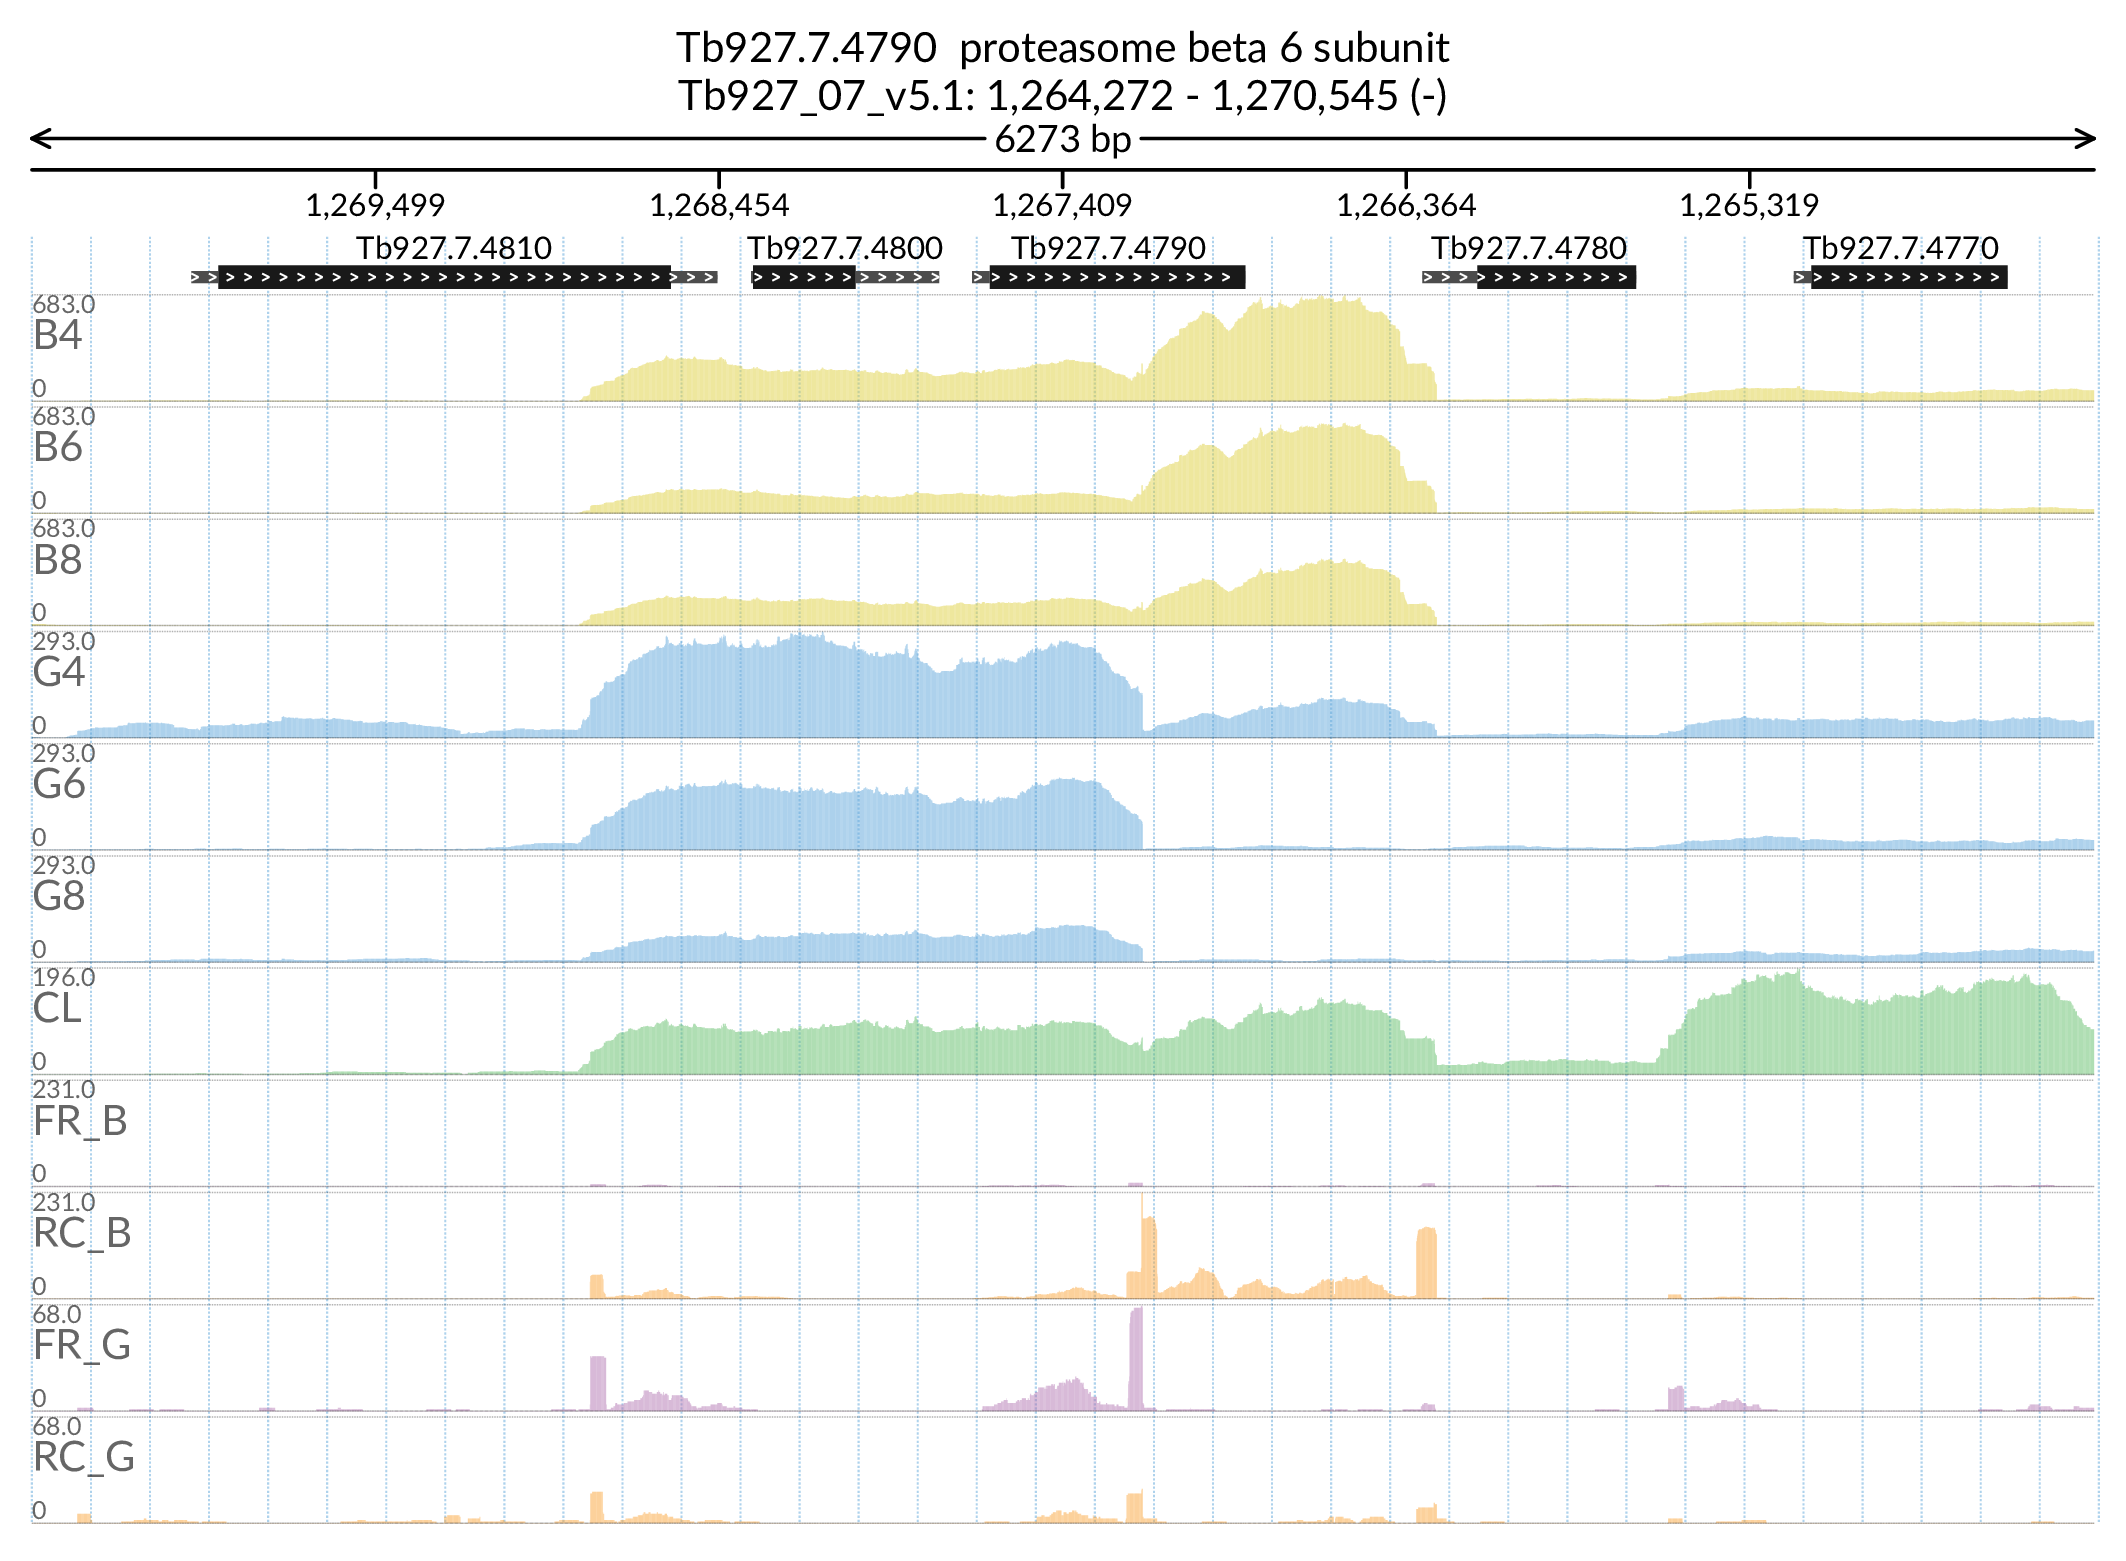 Tb927.7.4790  proteasome beta 6 subunit
Tb927_07_v5.1: 1,264,272 - 1,270,545 (-)
6273 bp
1,269,499 1,268,454 1,267,409 1,266,364 1,265,319
Tb927.7.4810 Tb927.7.4800 Tb927.7.4790 Tb927.7.4780 Tb927.7.4770
683.0
B4
0
683.0
B6
0
683.0
B8
0
293.0
G4
0
293.0
G6
0
293.0
G8
0
196.0
CL
0
231.0
FR_B
0
231.0
RC_B
0
68.0
FR_G
0
68.0
RC_G
0